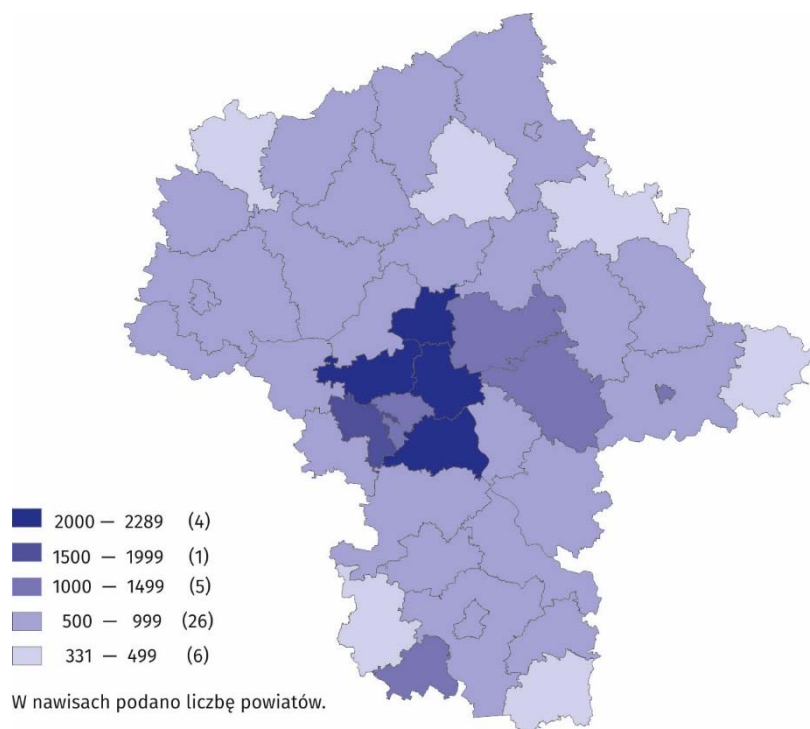 2000 — 2289 (4)
1500 — 1999 (1)
1000 — 1499 (5)
500 — 999 (26)
331 — 499 (6)
W nawisach podano liczbę powiatów.